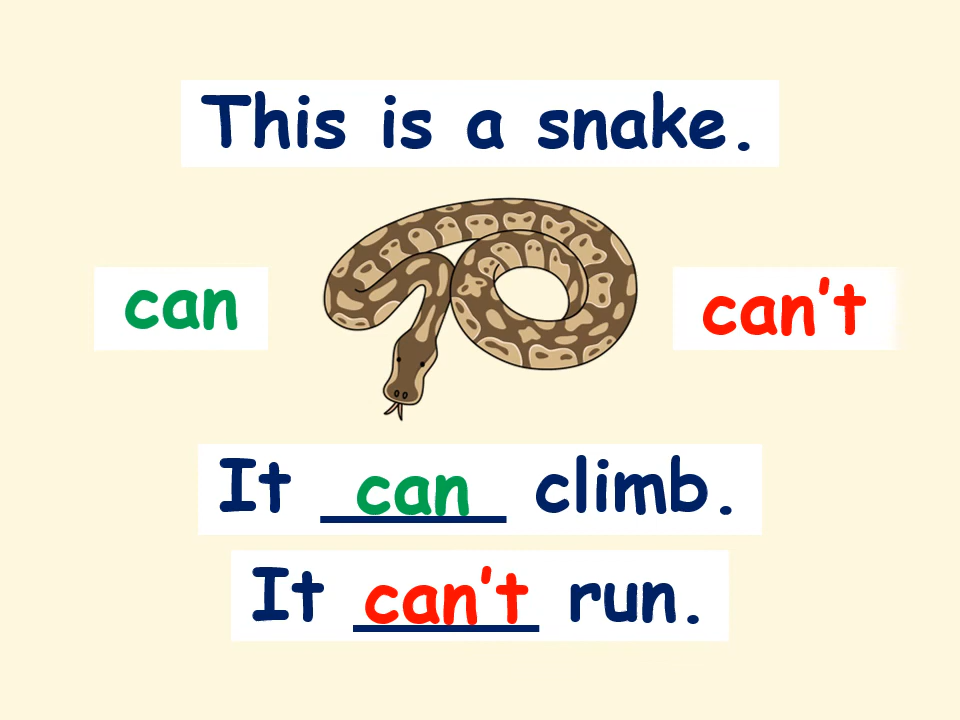 This is a snake.
can
can't
It can climb.
It can't run.